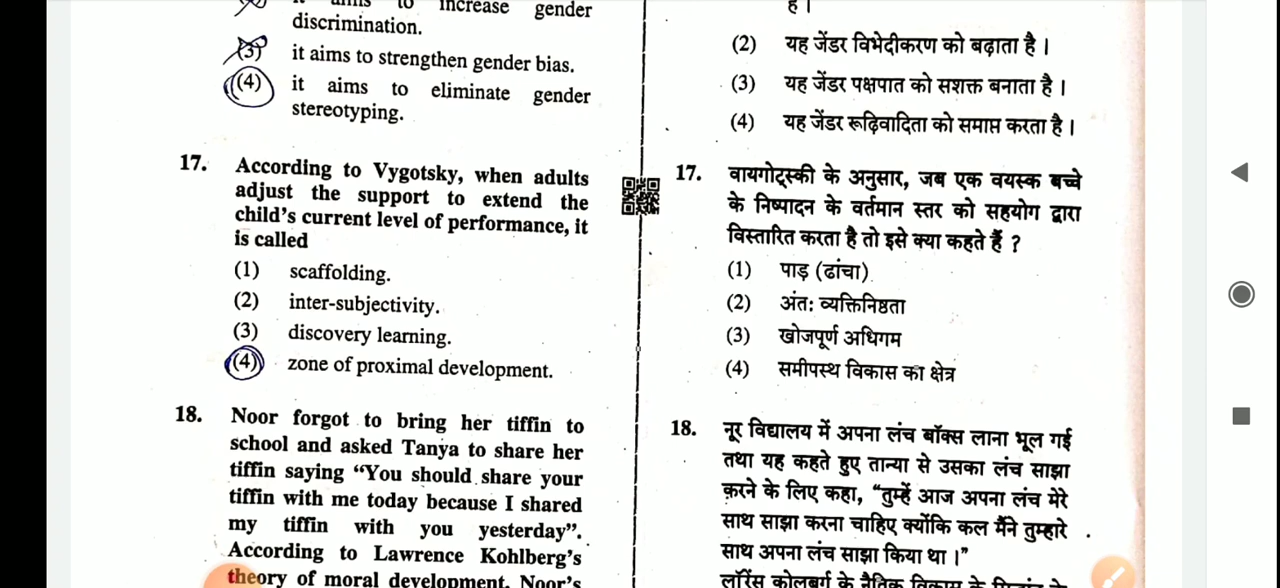 it aims to increase gender
discrimination.
(3) it aims to strengthen gender bias.
(4) it aims to eliminate gender
stereotyping.
17. According to Vygotsky, when adults
adjust the support to extend the
child's current level of performance, it
is called
(1) scaffolding.
(2) inter-subjectivity.
(3) discovery learning.
(4) zone of proximal development.
18. Noor forgot to bring her tiffin to
school and asked Tanya to share her
tiffin saying "You should share your
tiffin with me today because I shared
my tiffin with you yesterday".
According to Lawrence Kohlberg's
theory of moral development, Noor's
है ।
(2) यह जेंडर विभेदीकरण को बढ़ाता है ।
(3) यह जेंडर पक्षपात को सशक्त बनाता है ।
(4) यह जेंडर रूढ़िवादिता को समाप्त करता है ।
17. वायगोट्स्की के अनुसार, जब एक वयस्क बच्चे
के निष्पादन के वर्तमान स्तर को सहयोग द्वारा
विस्तारित करता है तो इसे क्या कहते हैं ?
(1) पाड़ (ढांचा)
(2) अंत: व्यक्तिनिष्ठता
(3) खोजपूर्ण अधिगम
(4) समीपस्थ विकास का क्षेत्र
18. नूर विद्यालय में अपना लंच बॉक्स लाना भूल गई
तथा यह कहते हुए तान्या से उसका लंच साझा
करने के लिए कहा, "तुम्हें आज अपना लंच मेरे
साथ साझा करना चाहिए क्योंकि कल मैंने तुम्हारे
साथ अपना लंच साझा किया था ।"
लॉरेंस कोलबर्ग के नैतिक विकास के सिद्धांत के